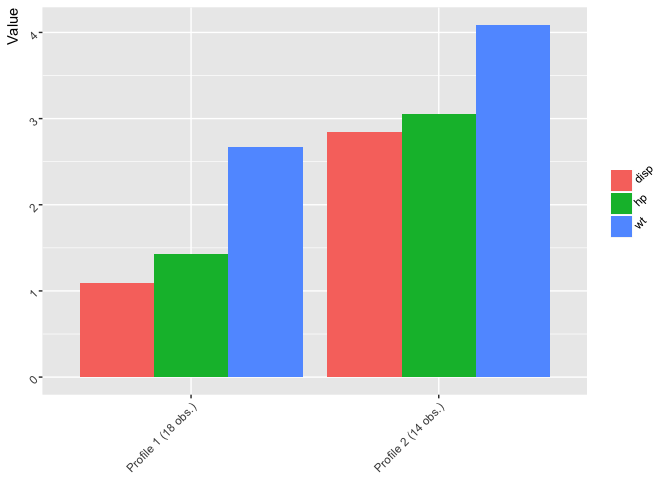 Value
4
3
2
1
0
Profile 1 (18 obs.)
Profile 2 (14 obs.)
disp
hp
wt